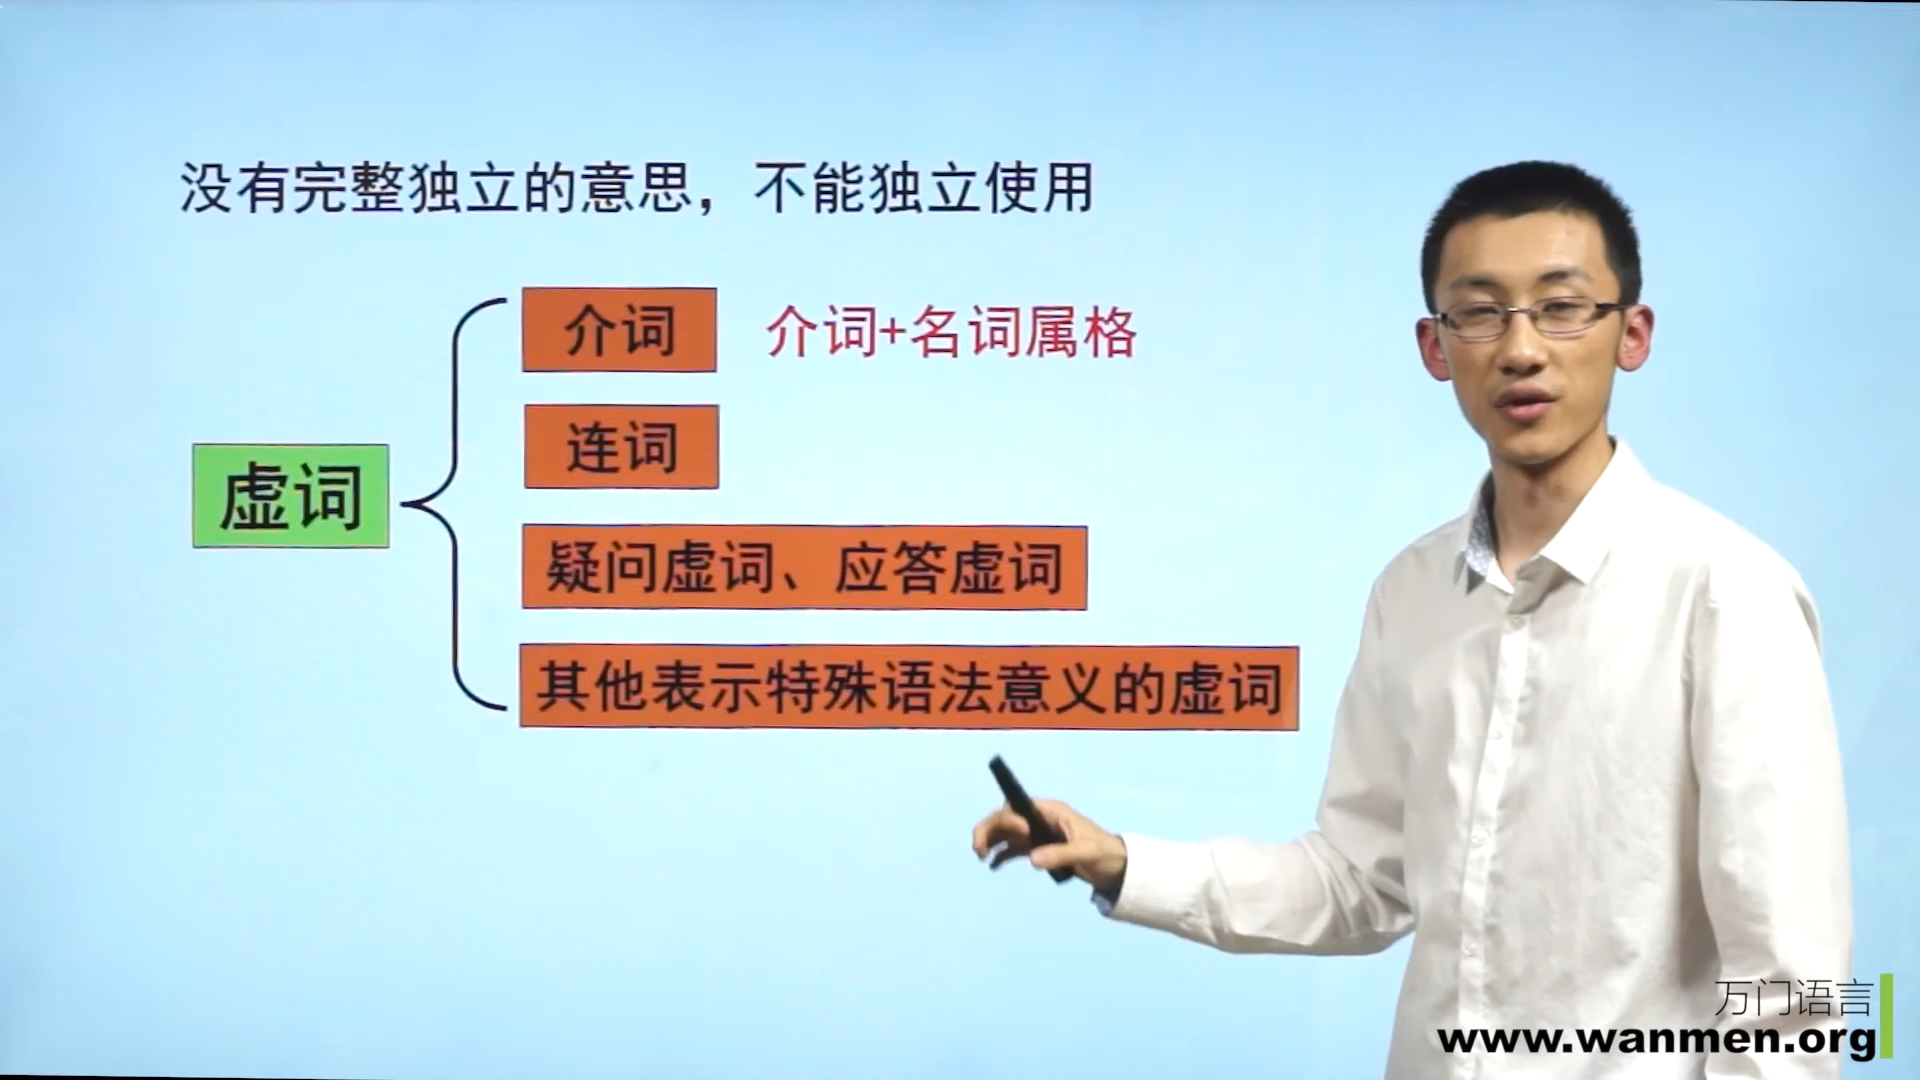 没有完整独立的意思，不能独立使用
介词 介词+名词属格
连词
虚词
疑问虚词、应答虚词
其他表示特殊语法意义的虚词
万门语言
www.wanmen.org